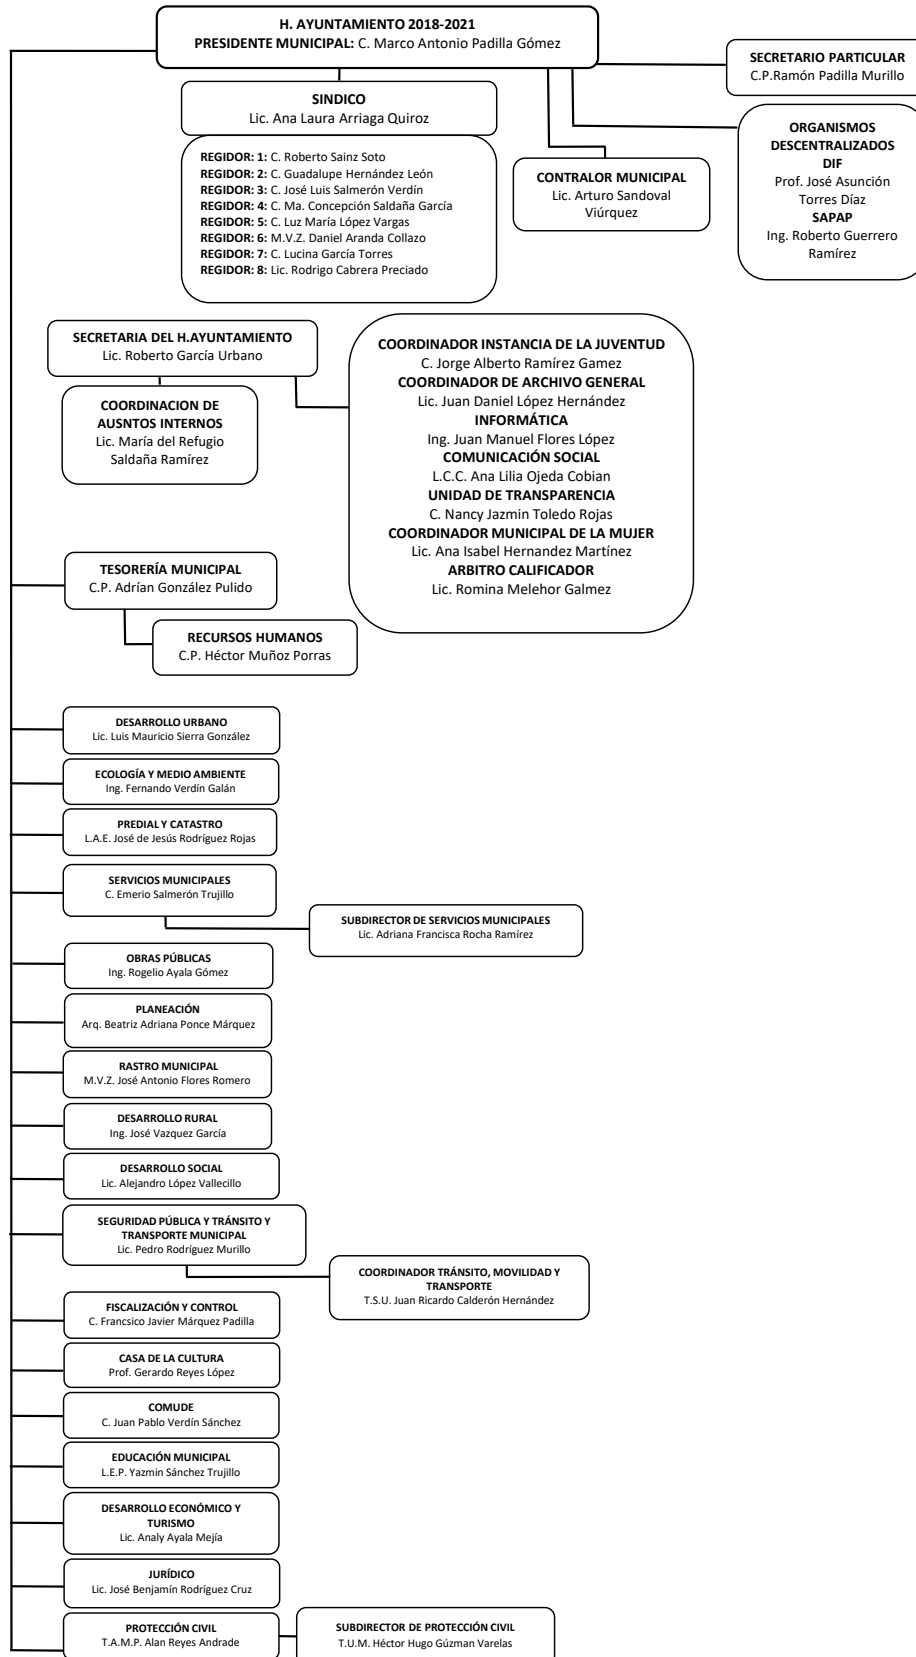 H. AYUNTAMIENTO 2018-2021
PRESIDENTE MUNICIPAL: C. Marco Antonio Padilla Gómez
SECRETARIO PARTICULAR
C.P.Ramón Padilla Murillo
SINDICO
Lic. Ana Laura Arriaga Quiroz
REGIDOR: 1: C. Roberto Sainz Soto
REGIDOR: 2: C. Guadalupe Hernández León
REGIDOR: 3: C. José Luis Salmerón Verdín
REGIDOR: 4: C. Ma. Concepción Saldaña García
REGIDOR: 5: C. Luz María López Vargas
REGIDOR: 6: M.V.Z. Daniel Aranda Collazo
REGIDOR: 7: C. Lucina García Torres
REGIDOR: 8: Lic. Rodrigo Cabrera Preciado
CONTRALOR MUNICIPAL
Lic. Arturo Sandoval
Viúrquez
ORGANISMOS
DESCENTRALIZADOS
DIF
Prof. José Asunción
Torres Díaz
SAPAP
Ing. Roberto Guerrero
Ramírez
SECRETARIA DEL H.AYUNTAMIENTO
Lic. Roberto García Urbano
COORDINACION DE
AUSNTOS INTERNOS
Lic. María del Refugio
Saldaña Ramírez
COORDINADOR INSTANCIA DE LA JUVENTUD
C. Jorge Alberto Ramírez Gamez
COORDINADOR DE ARCHIVO GENERAL
Lic. Juan Daniel López Hernández
INFORMÁTICA
Ing. Juan Manuel Flores López
COMUNICACIÓN SOCIAL
L.C.C. Ana Lilia Ojeda Cobian
UNIDAD DE TRANSPARENCIA
C. Nancy Jazmin Toledo Rojas
COORDINADOR MUNICIPAL DE LA MUJER
Lic. Ana Isabel Hernandez Martínez
ARBITRO CALIFICADOR
Lic. Romina Melehor Galmez
TESORERÍA MUNICIPAL
C.P. Adrían González Pulido
RECURSOS HUMANOS
C.P. Héctor Muñoz Porras
DESARROLLO URBANO
Lic. Luis Mauricio Sierra González
ECOLOGÍA Y MEDIO AMBIENTE
Ing. Fernando Verdín Galán
PREDIAL Y CATASTRO
L.A.E. José de Jesús Rodríguez Rojas
SERVICIOS MUNICIPALES
C. Emerio Salmerón Trujillo
SUBDIRECTOR DE SERVICIOS MUNICIPALES
Lic. Adriana Francisca Rocha Ramírez
OBRAS PÚBLICAS
Ing. Rogelio Ayala Gómez
PLANEACIÓN
Arq. Beatriz Adriana Ponce Márquez
RASTRO MUNICIPAL
M.V.Z. José Antonio Flores Romero
DESARROLLO RURAL
Ing. José Vazquez García
DESARROLLO SOCIAL
Lic. Alejandro López Vallecillo
SEGURIDAD PÚBLICA Y TRÁNSITO Y
TRANSPORTE MUNICIPAL
Lic. Pedro Rodríguez Murillo
COORDINADOR TRÁNSITO, MOVILIDAD Y
TRANSPORTE
T.S.U. Juan Ricardo Calderón Hernández
FISCALIZACIÓN Y CONTROL
C. Francsico Javier Márquez Padilla
CASA DE LA CULTURA
Prof. Gerardo Reyes López
COMUDE
C. Juan Pablo Verdín Sánchez
EDUCACIÓN MUNICIPAL
L.E.P. Yazmin Sánchez Trujillo
DESARROLLO ECONÓMICO Y
TURISMO
Lic. Analy Ayala Mejía
JURÍDICO
Lic. José Benjamín Rodríguez Cruz
PROTECCIÓN CIVIL
T.A.M.P. Alan Reyes Andrade
SUBDIRECTOR DE PROTECCIÓN CIVIL
T.U.M. Héctor Hugo Gúzman Varelas